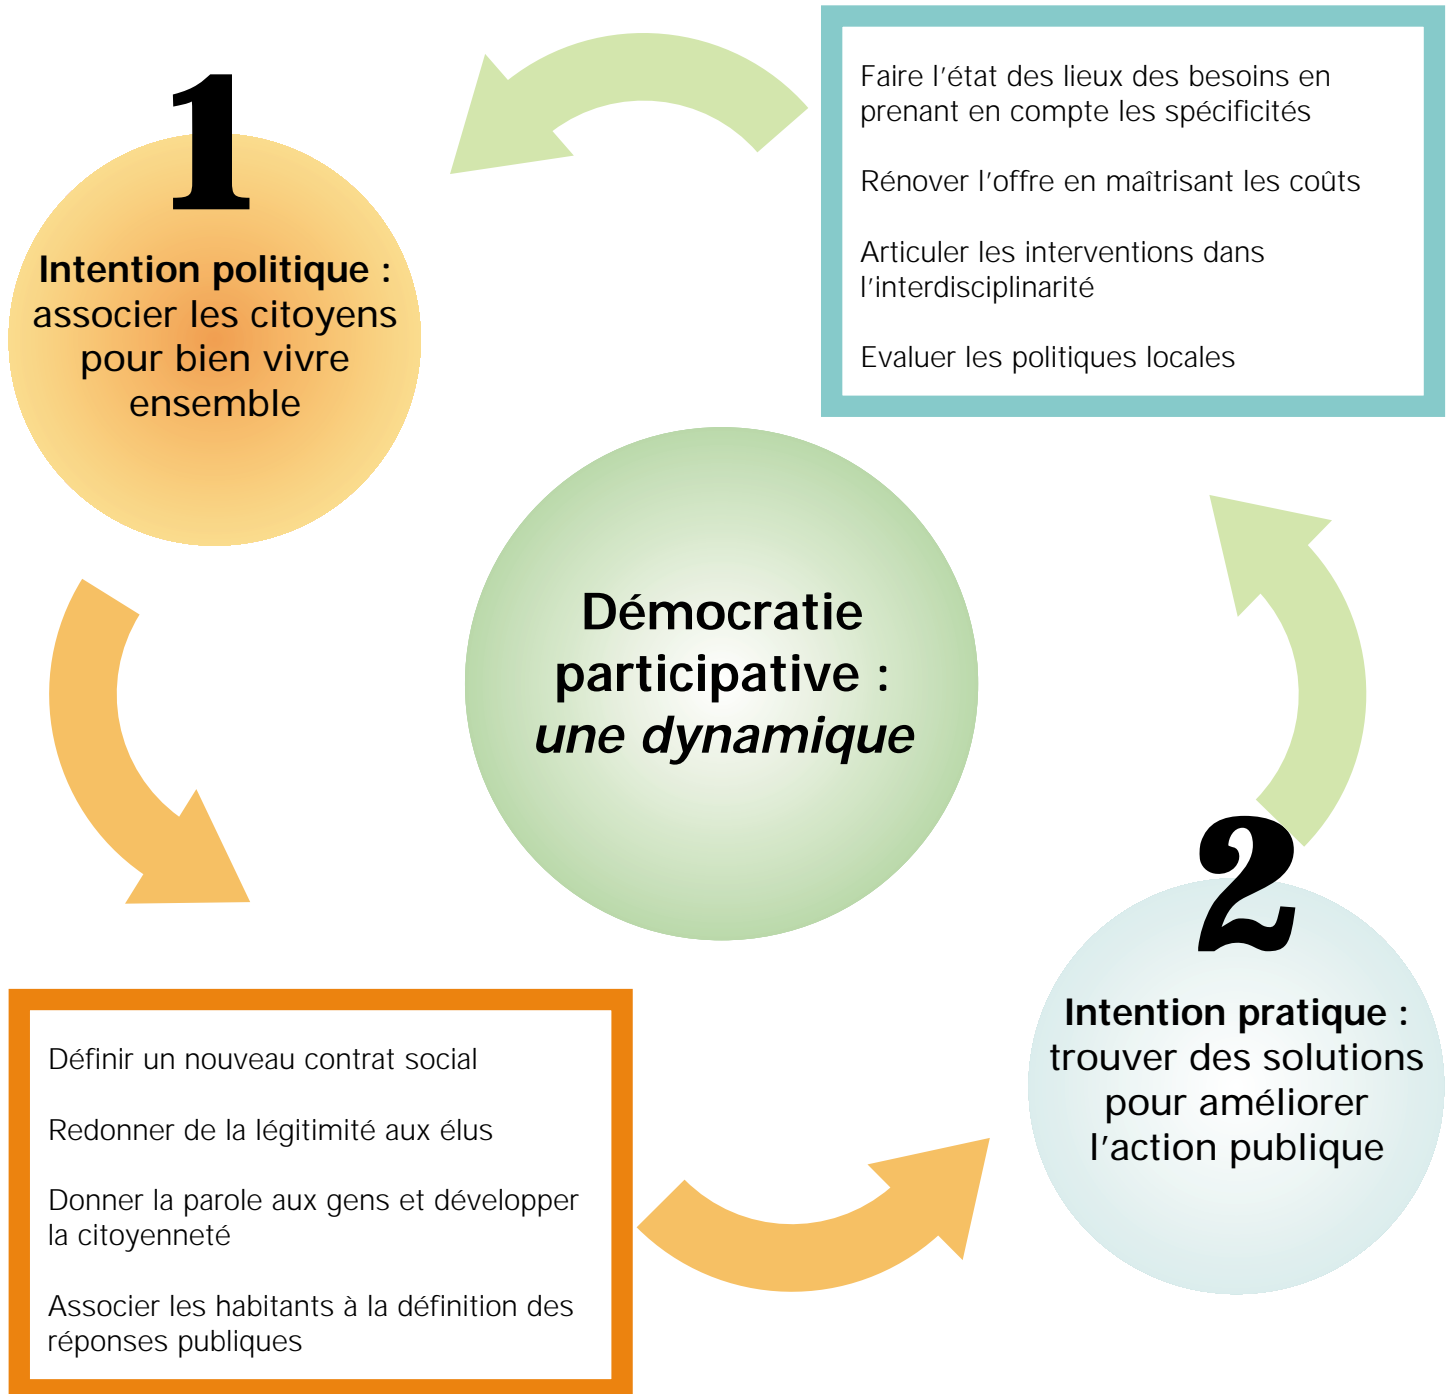 1
Intention politique :
associer les citoyens
pour bien vivre
ensemble
Faire l'état des lieux des besoins en
prenant en compte les spécificités
Rénover l'offre en maîtrisant les coûts
Articuler les interventions dans
l'interdisciplinarité
Evaluer les politiques locales
Démocratie
participative :
une dynamique
2
Intention pratique :
trouver des solutions
pour améliorer
l'action publique
Définir un nouveau contrat social
Redonner de la légitimité aux élus
Donner la parole aux gens et développer
la citoyenneté
Associer les habitants à la définition des
réponses publiques